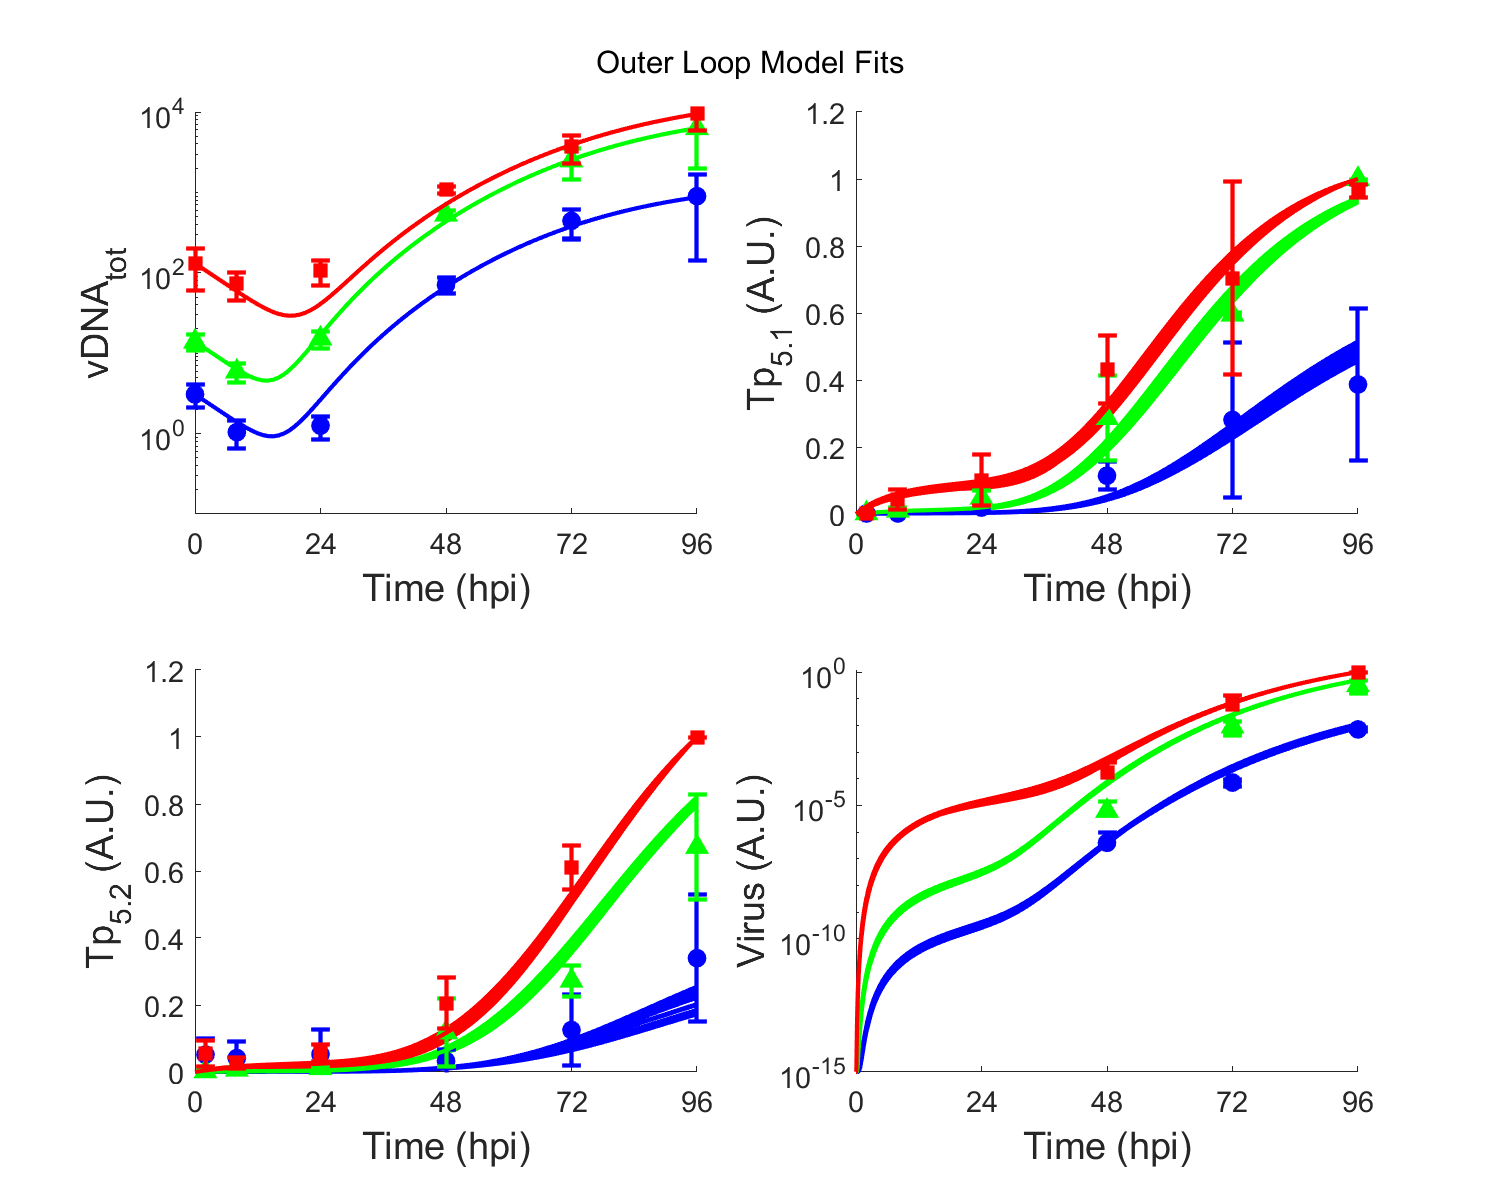 Outer Loop Model Fits
10^4
10^2
10^0
vDNA_tot
0 24 48 72 96
Time (hpi)
1.2
1
0.8
0.6
0.4
0.2
0
Tp_5.1 (A.U.)
0 24 48 72 96
Time (hpi)
1.2
1
0.8
0.6
0.4
0.2
0
Tp_5.2 (A.U.)
0 24 48 72 96
Time (hpi)
10^0
10^-5
10^-10
10^-15
Virus (A.U.)
0 24 48 72 96
Time (hpi)